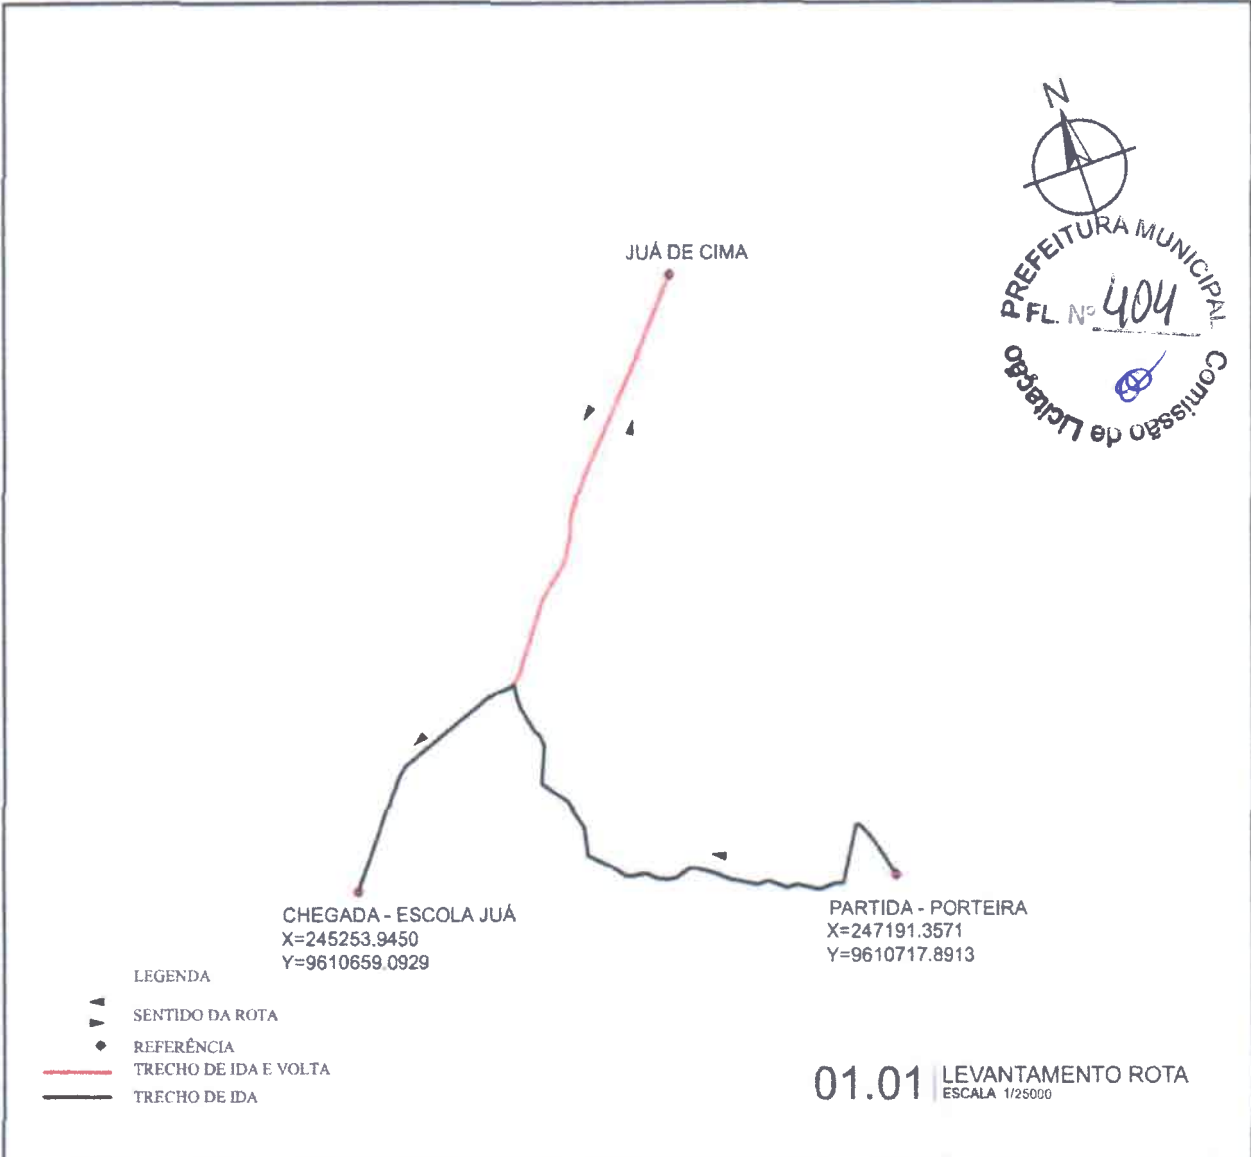 N
PREFEITURA MUNICIPAL
FL. Nº 404
Comissão de Licitação
JUÁ DE CIMA
CHEGADA - ESCOLA JUÁ
X=245253.9450
Y=9610659.0929
PARTIDA - PORTEIRA
X=247191.3571
Y=9610717.8913
LEGENDA
SENTIDO DA ROTA
REFERÊNCIA
TRECHO DE IDA E VOLTA
TRECHO DE IDA
01.01 LEVANTAMENTO ROTA
ESCALA 1/25000